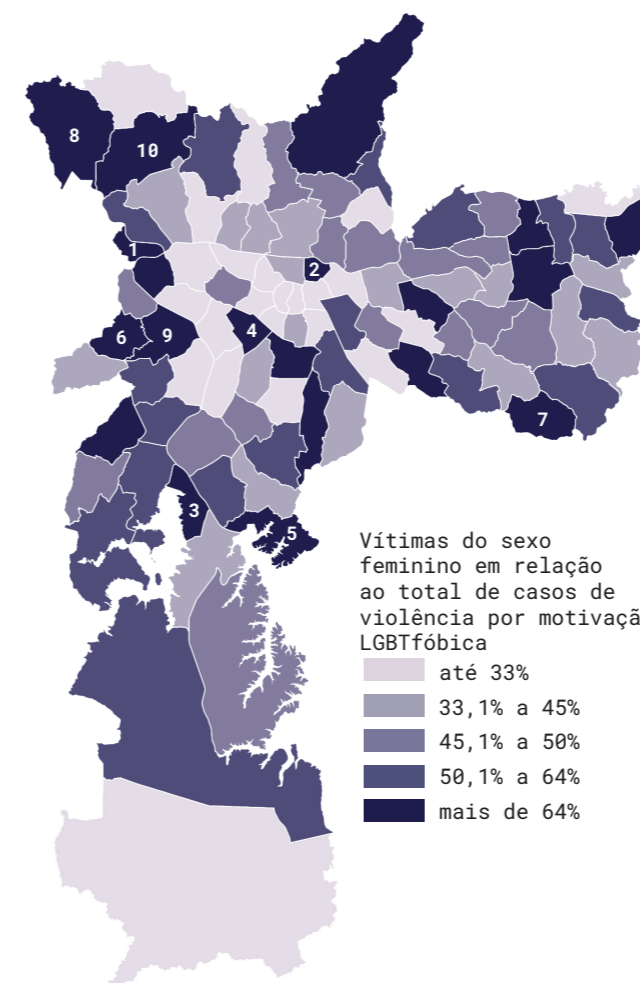 8
10
1
2
6
9
4
7
3
5
Vítimas do sexo
feminino em relação
ao total de casos de
violência por motivaçã
LGBTfóbica
até 33%
33,1% a 45%
45,1% a 50%
50,1% a 64%
mais de 64%